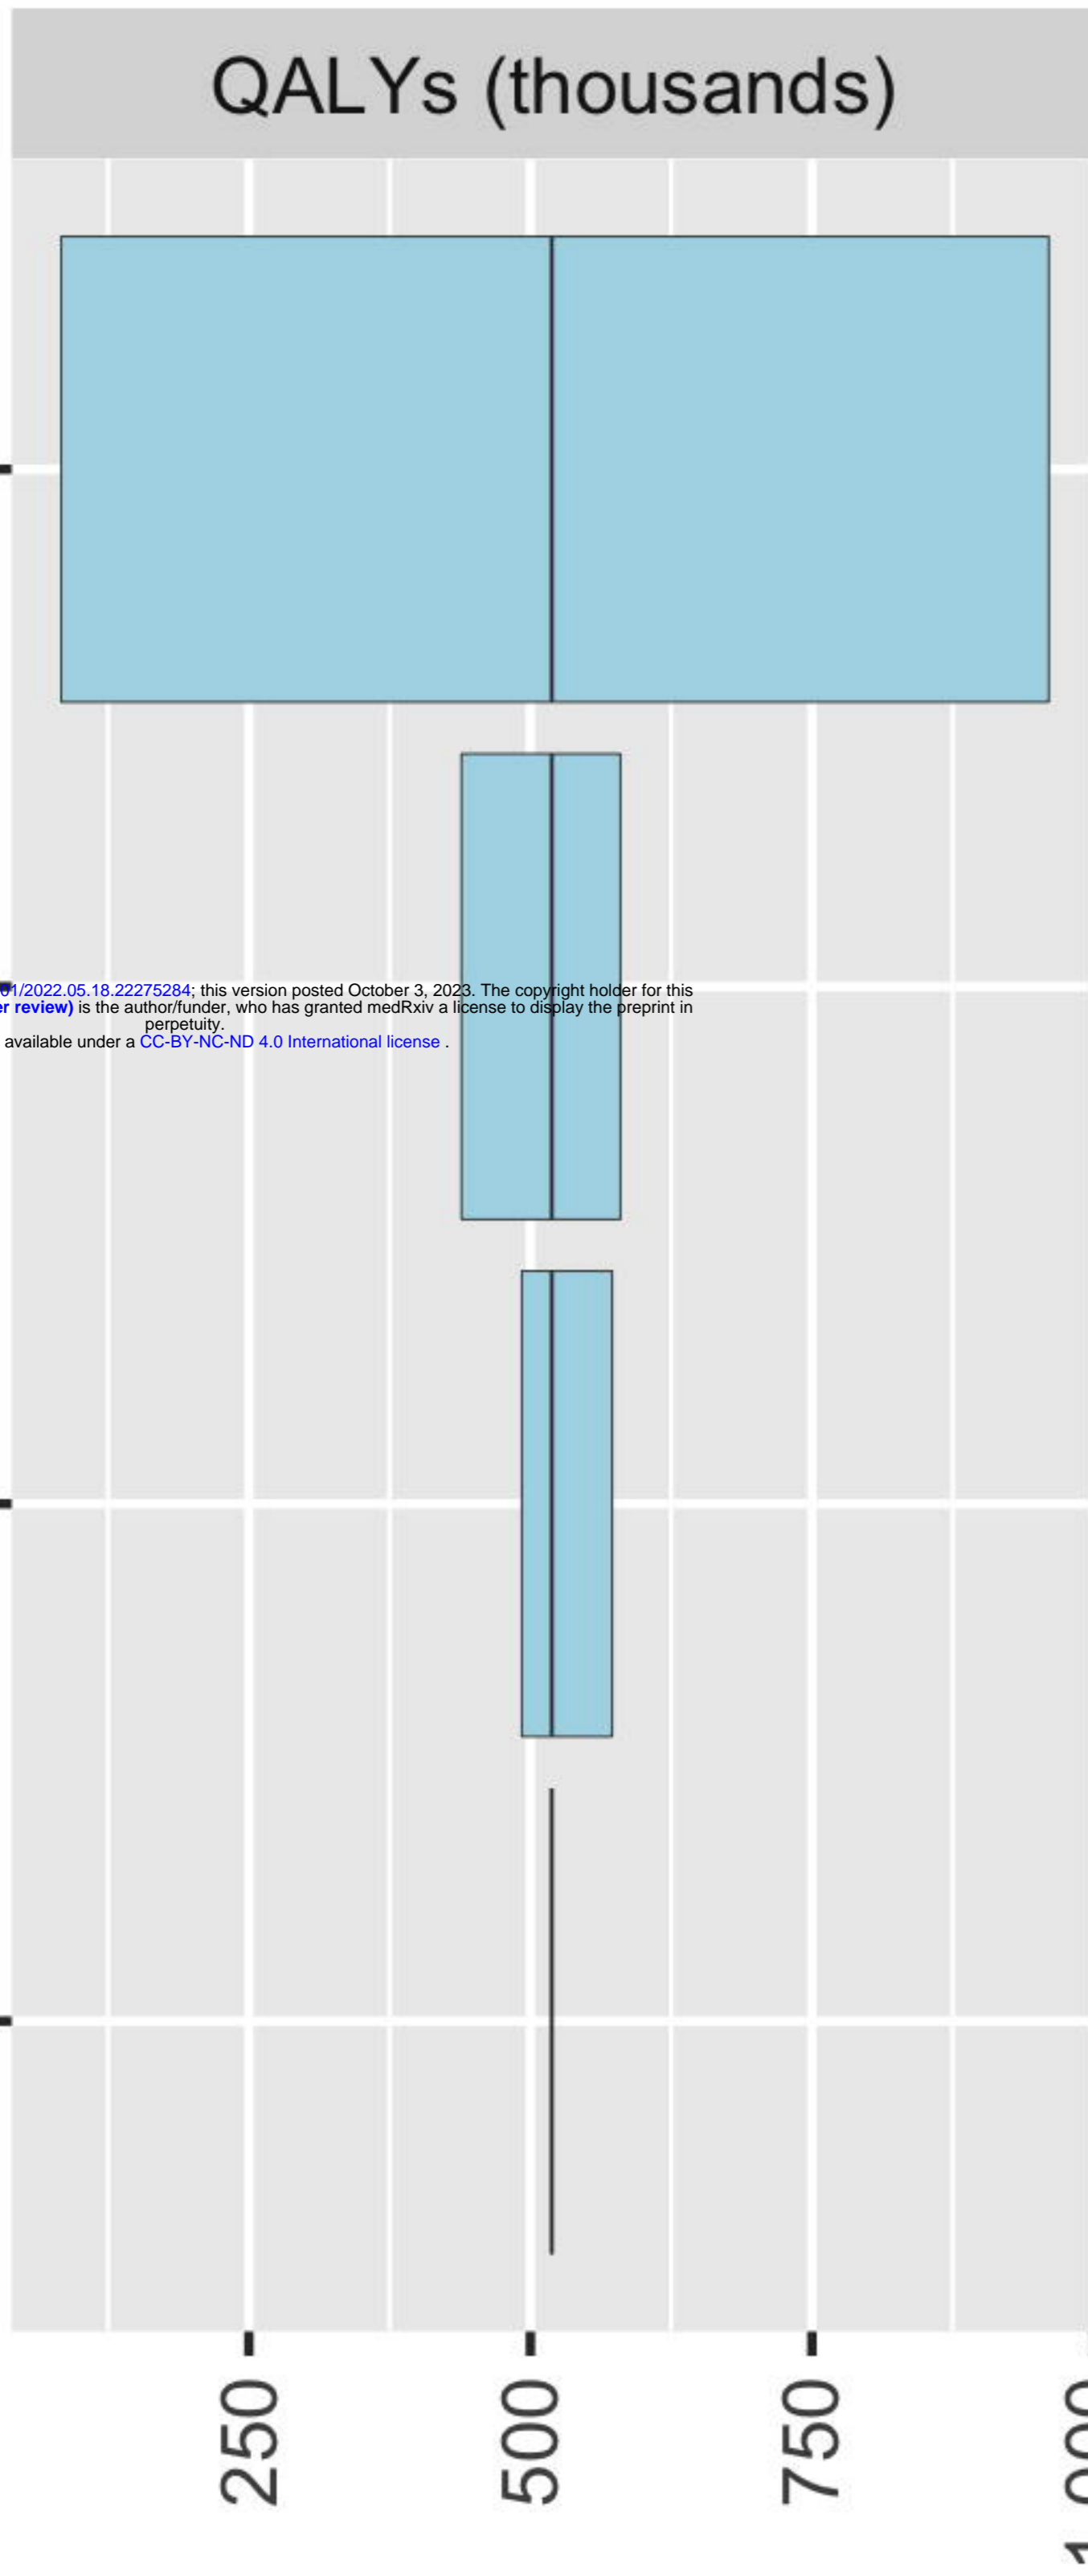 QALYs (thousands)
01/2022.05.18.22275284; this version posted October 3, 2023. The copyright holder for this
er review) is the author/funder, who has granted medRxiv a license to display the preprint in
perpetuity.
available under a CC-BY-NC-ND 4.0 International license .
250
500
750